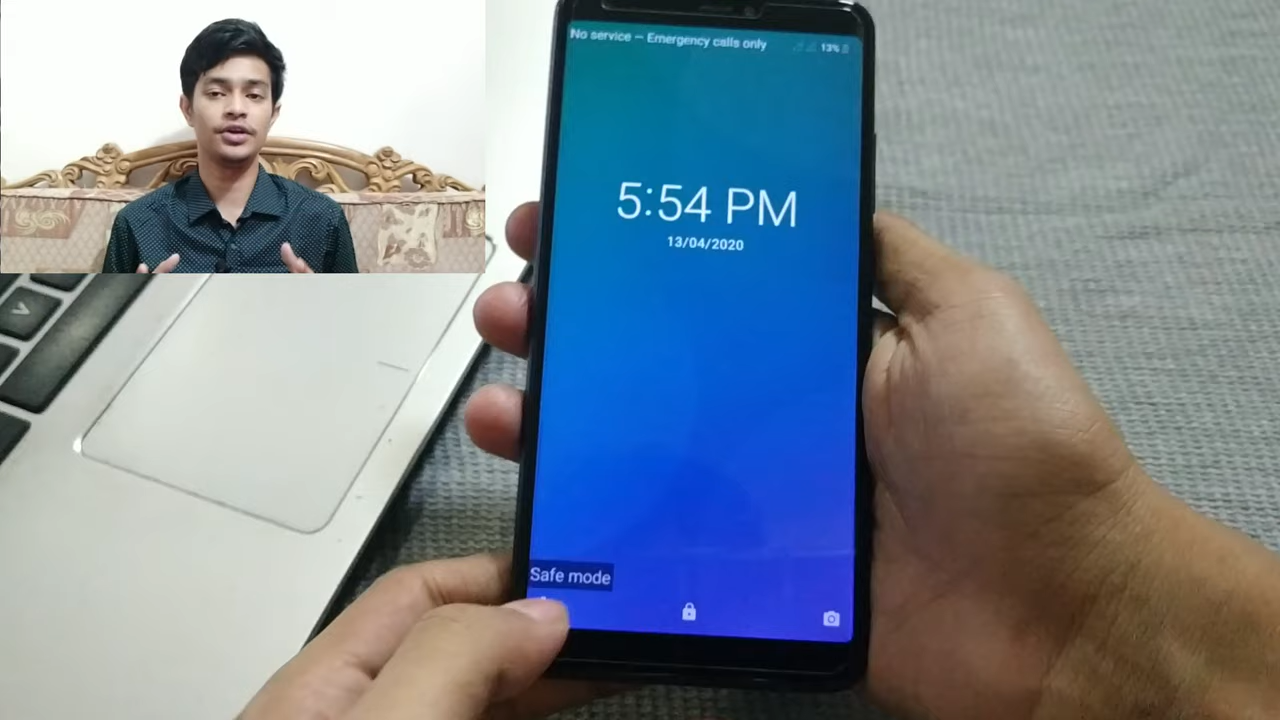 No service — Emergency calls only
13%
5:54 PM
13/04/2020
Safe mode
V